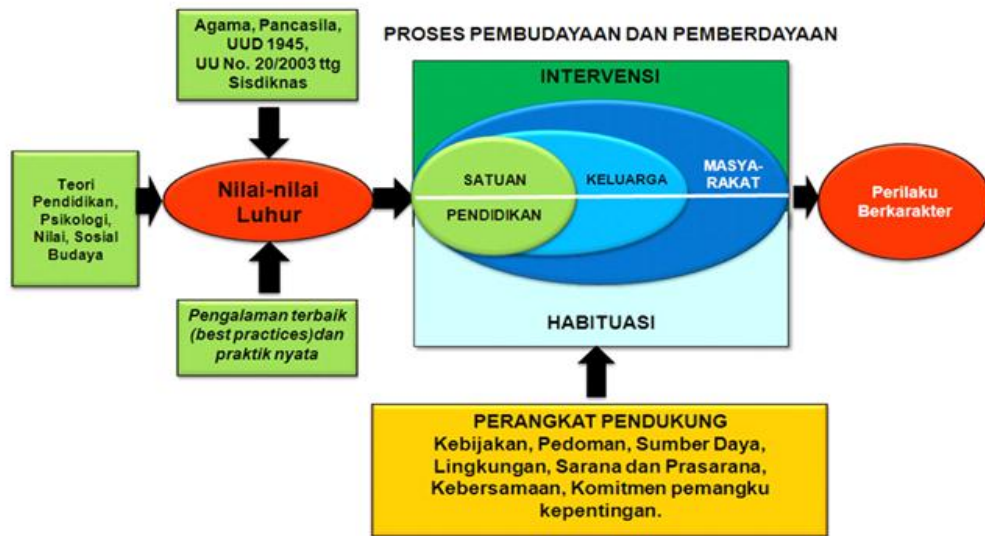 Agama, Pancasila,
UUD 1945,
UU No. 20/2003 ttg
Sisdiknas
PROSES PEMBUDAYAAN DAN PEMBERDAYAAN
INTERVENSI
Teori
Pendidikan,
Psikologi,
Nilai, Sosial
Budaya
Nilai-nilai
Luhur
SATUAN
PENDIDIKAN
KELUARGA
MASYA-
RAKAT
Perilaku
Berkarakter
Pengalaman terbaik
(best practices)dan
praktik nyata
HABITUASI
PERANGKAT PENDUKUNG
Kebijakan, Pedoman, Sumber Daya,
Lingkungan, Sarana dan Prasarana,
Kebersamaan, Komitmen pemangku
kepentingan.